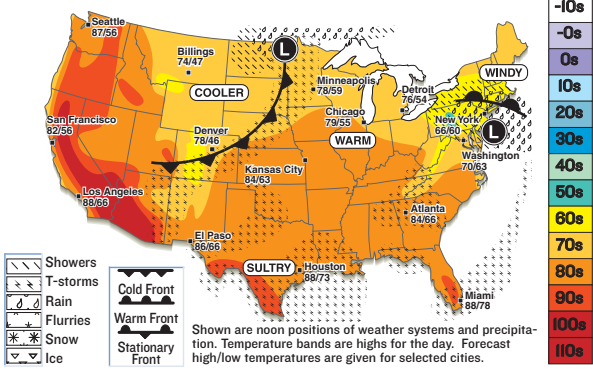 Seattle
87/56
Billings
74/47
COOLER
L
Minneapolis
78/59
Detroit
76/54
WINDY
San Francisco
82/56
Denver
78/46
Chicago
79/55
WARM
New York
66/60
L
Washington
70/63
Kansas City
84/63
Los Angeles
88/66
Atlanta
84/66
El Paso
86/66
SULTRY
Houston
88/73
Miami
88/78
Showers
T-storms
Rain
Flurries
Snow
Ice
Cold Front
Warm Front
Stationary
Front
Shown are noon positions of weather systems and precipita-
tion. Temperature bands are highs for the day. Forecast
high/low temperatures are given for selected cities.
-10s
-0s
0s
10s
20s
30s
40s
50s
60s
70s
80s
90s
100s
110s